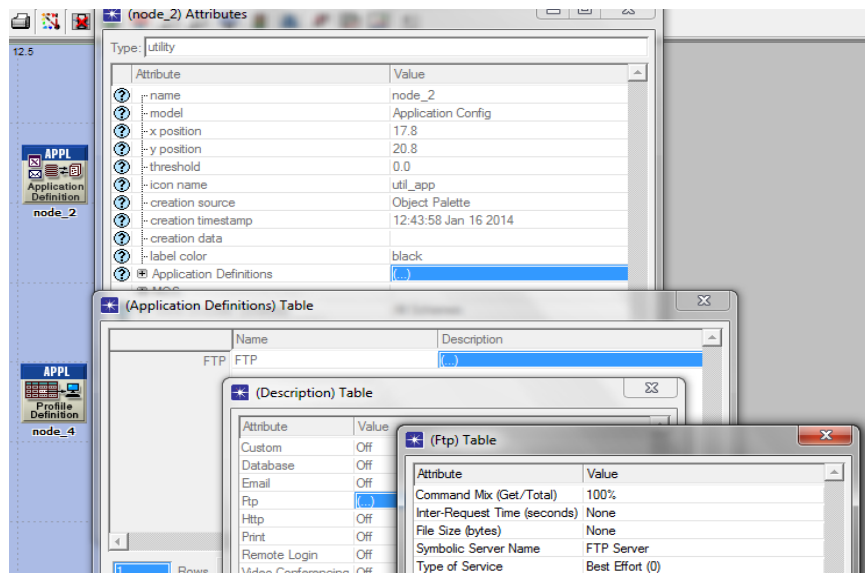 (node_2) Attributes
12.5
Type: utility
Attribute Value
name node_2
model Application Config
x position 17.8
y position 20.8
threshold 0.0
icon name util_app
creation source Object Palette
creation timestamp 12:43:58 Jan 16 2014
creation data
label color black
Application Definitions (...)
MOS
APPL
Application
Definition
node_2
(Application Definitions) Table
Name Description
FTP FTP (...)
APPL
Profile
Definition
node_4
(Description) Table
Attribute Value
Custom Off
Database Off
Email Off
Ftp (...)
Http Off
Print Off
Remote Login Off
Video Conferencing Off
1 Rows
(Ftp) Table
Attribute Value
Command Mix (Get/Total) 100%
Inter-Request Time (seconds) None
File Size (bytes) None
Symbolic Server Name FTP Server
Type of Service Best Effort (0)